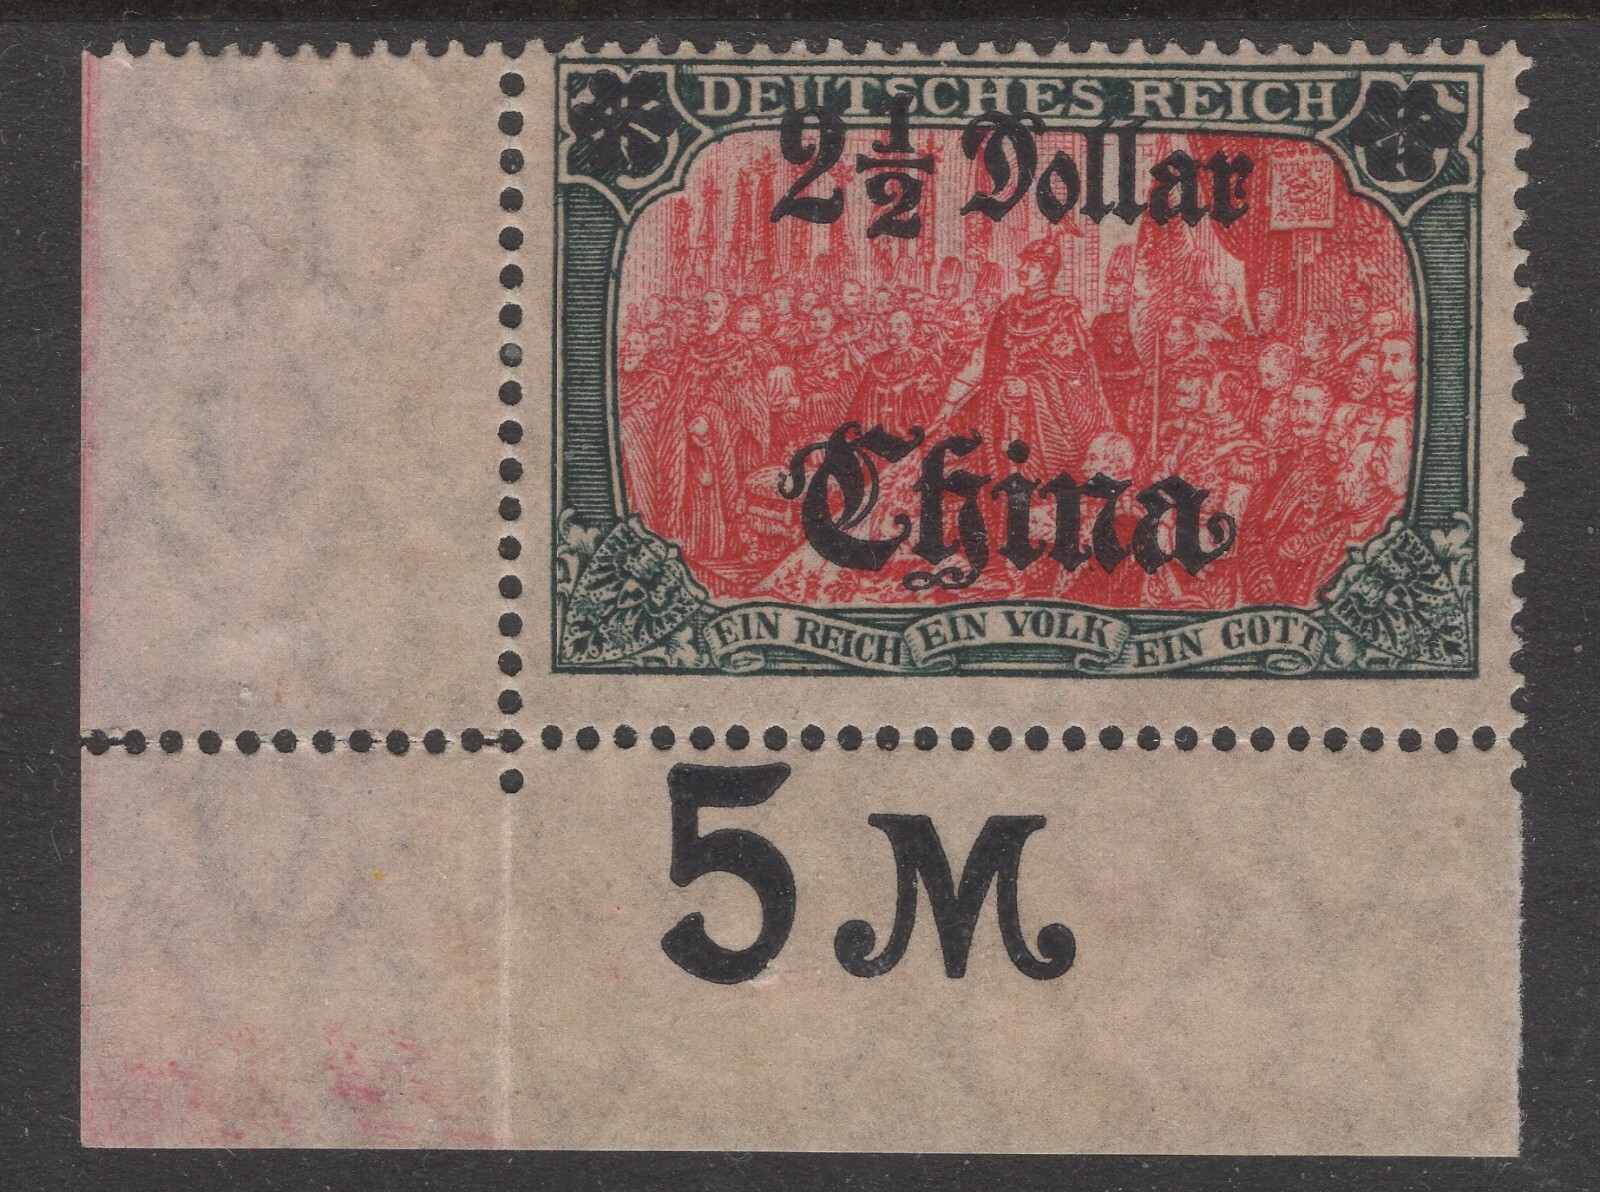 DEUTSCHES REICH
2 1/2 Dollar
China
EIN REICH EIN VOLK EIN GOTT
5 M